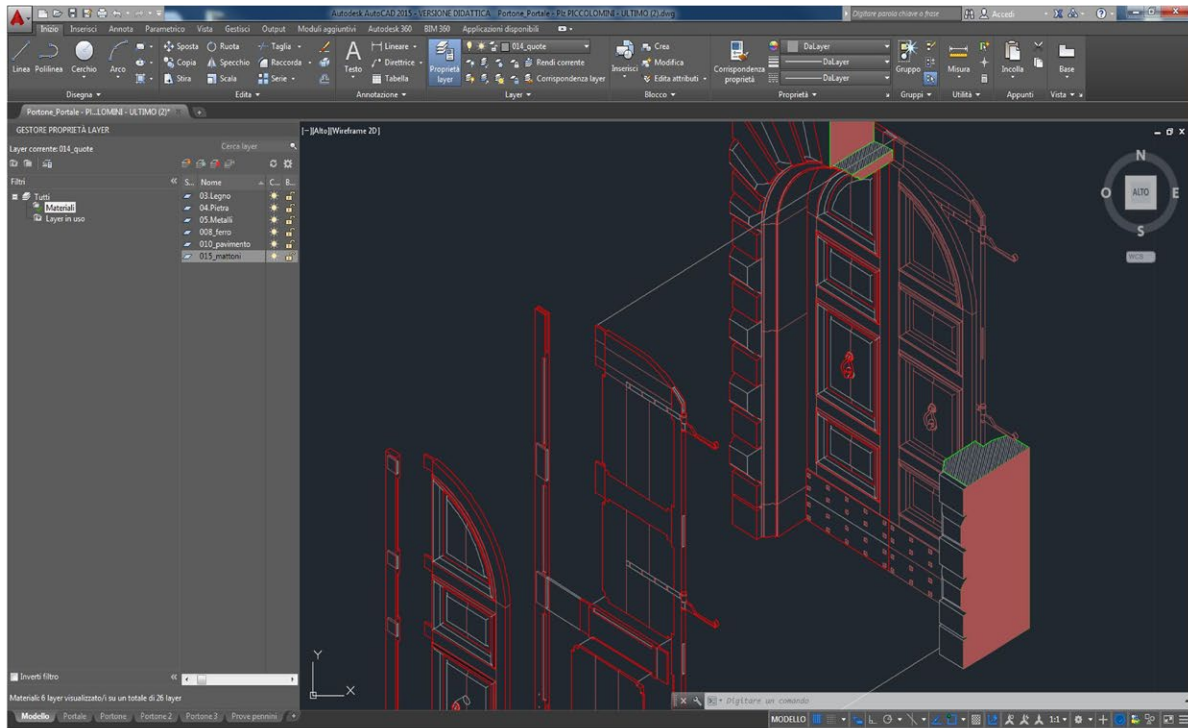 Autodesk AutoCAD 2015 - VERSIONE DIDATTICA Portone_Portale - Plz PICCOLOMINI - ULTIMO (2).dwg
Digitare parola chiave o frase
Accedi
Inizio Inserisci Annota Parametrico Vista Gestisci Output Moduli aggiuntivi Autodesk 360 BIM 360 Applicazioni disponibili
Linea Polilinea Cerchio Arco
Sposta Ruota Taglia
Copia Specchio Raccorda
Stira Scala Serie
Testo
Lineare
Direttrice
Tabella
Proprietà layer
014_quote
Rendi corrente
Corrispondenza layer
Inserisci
Crea
Modifica
Edita attributi
Corrispondenza proprietà
DaLayer
DaLayer
DaLayer
Gruppo
Misura
Incolla
Base
Disegna Edita Annotazione Layer Blocco Proprietà Gruppi Utilità Appunti Vista
Portone_Portale - PI...LOMINI - ULTIMO (2)*
GESTORE PROPRIETÀ LAYER
Layer corrente: 014_quote
Cerca layer
Filtri
S... Nome C... B...
Tutti
Materiali
Layer in uso
03.Legno
04.Pietra
05.Metalli
008_ferro
010_pavimento
015_mattoni
Inverti filtro
Materiali: 6 layer visualizzato/i su un totale di 26 layer
[−][Alto][Wireframe 2D]
N
O ALTO E
S
WCS
Y
X
Digitare un comando
Modello Portale Portone Portone 2 Portone 3 Prove pennini
MODELLO
1:1